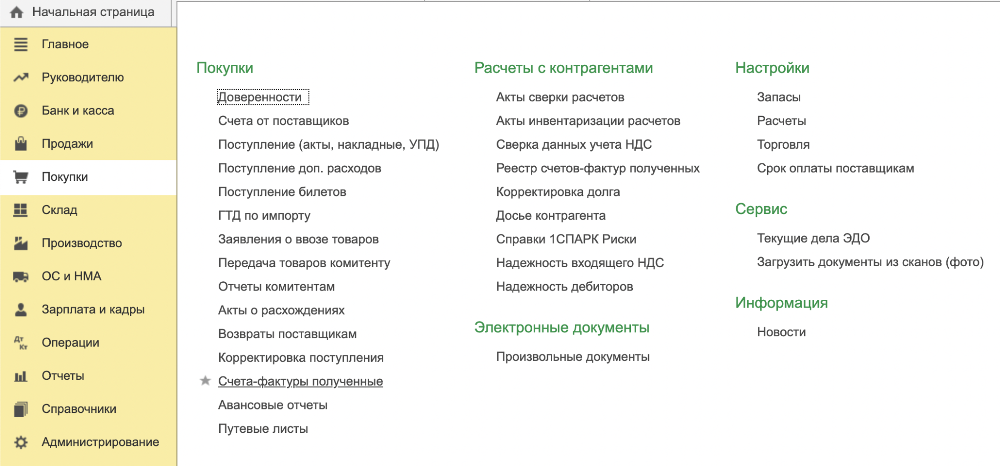 Начальная страница
Главное
Руководителю
Банк и касса
Продажи
Покупки
Склад
Производство
ОС и НМА
Зарплата и кадры
Дт
Кт
Операции
Отчеты
Справочники
Администрирование
Покупки
Доверенности
Счета от поставщиков
Поступление (акты, накладные, УПД)
Поступление доп. расходов
Поступление билетов
ГТД по импорту
Заявления о ввозе товаров
Передача товаров комитенту
Отчеты комитентам
Акты о расхождениях
Возвраты поставщикам
Корректировка поступления
Счета-фактуры полученные
Авансовые отчеты
Путевые листы
Расчеты с контрагентами
Акты сверки расчетов
Акты инвентаризации расчетов
Сверка данных учета НДС
Реестр счетов-фактур полученных
Корректировка долга
Досье контрагента
Справки 1СПАРК Риски
Надежность входящего НДС
Надежность дебиторов
Электронные документы
Произвольные документы
Настройки
Запасы
Расчеты
Торговля
Срок оплаты поставщикам
Сервис
Текущие дела ЭДО
Загрузить документы из сканов (фото)
Информация
Новости